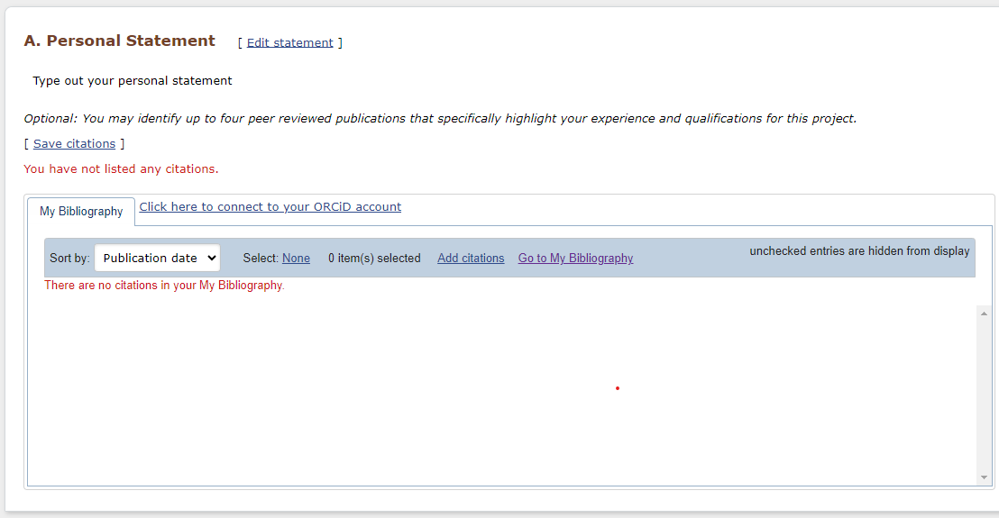 A. Personal Statement [ Edit statement ]
Type out your personal statement
Optional: You may identify up to four peer reviewed publications that specifically highlight your experience and qualifications for this project.
[ Save citations ]
You have not listed any citations.
My Bibliography Click here to connect to your ORCiD account
Sort by: Publication date Select: None 0 item(s) selected Add citations Go to My Bibliography unchecked entries are hidden from display
There are no citations in your My Bibliography.